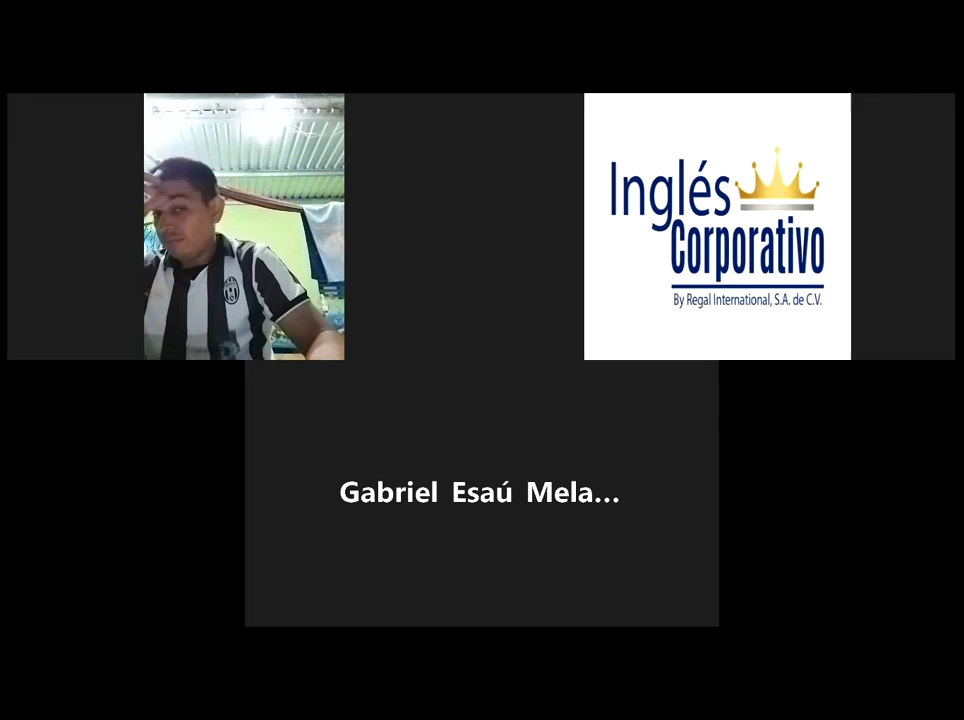 Inglés
Corporativo
By Regal International, S.A. de C.V.
Gabriel Esaú Mela...